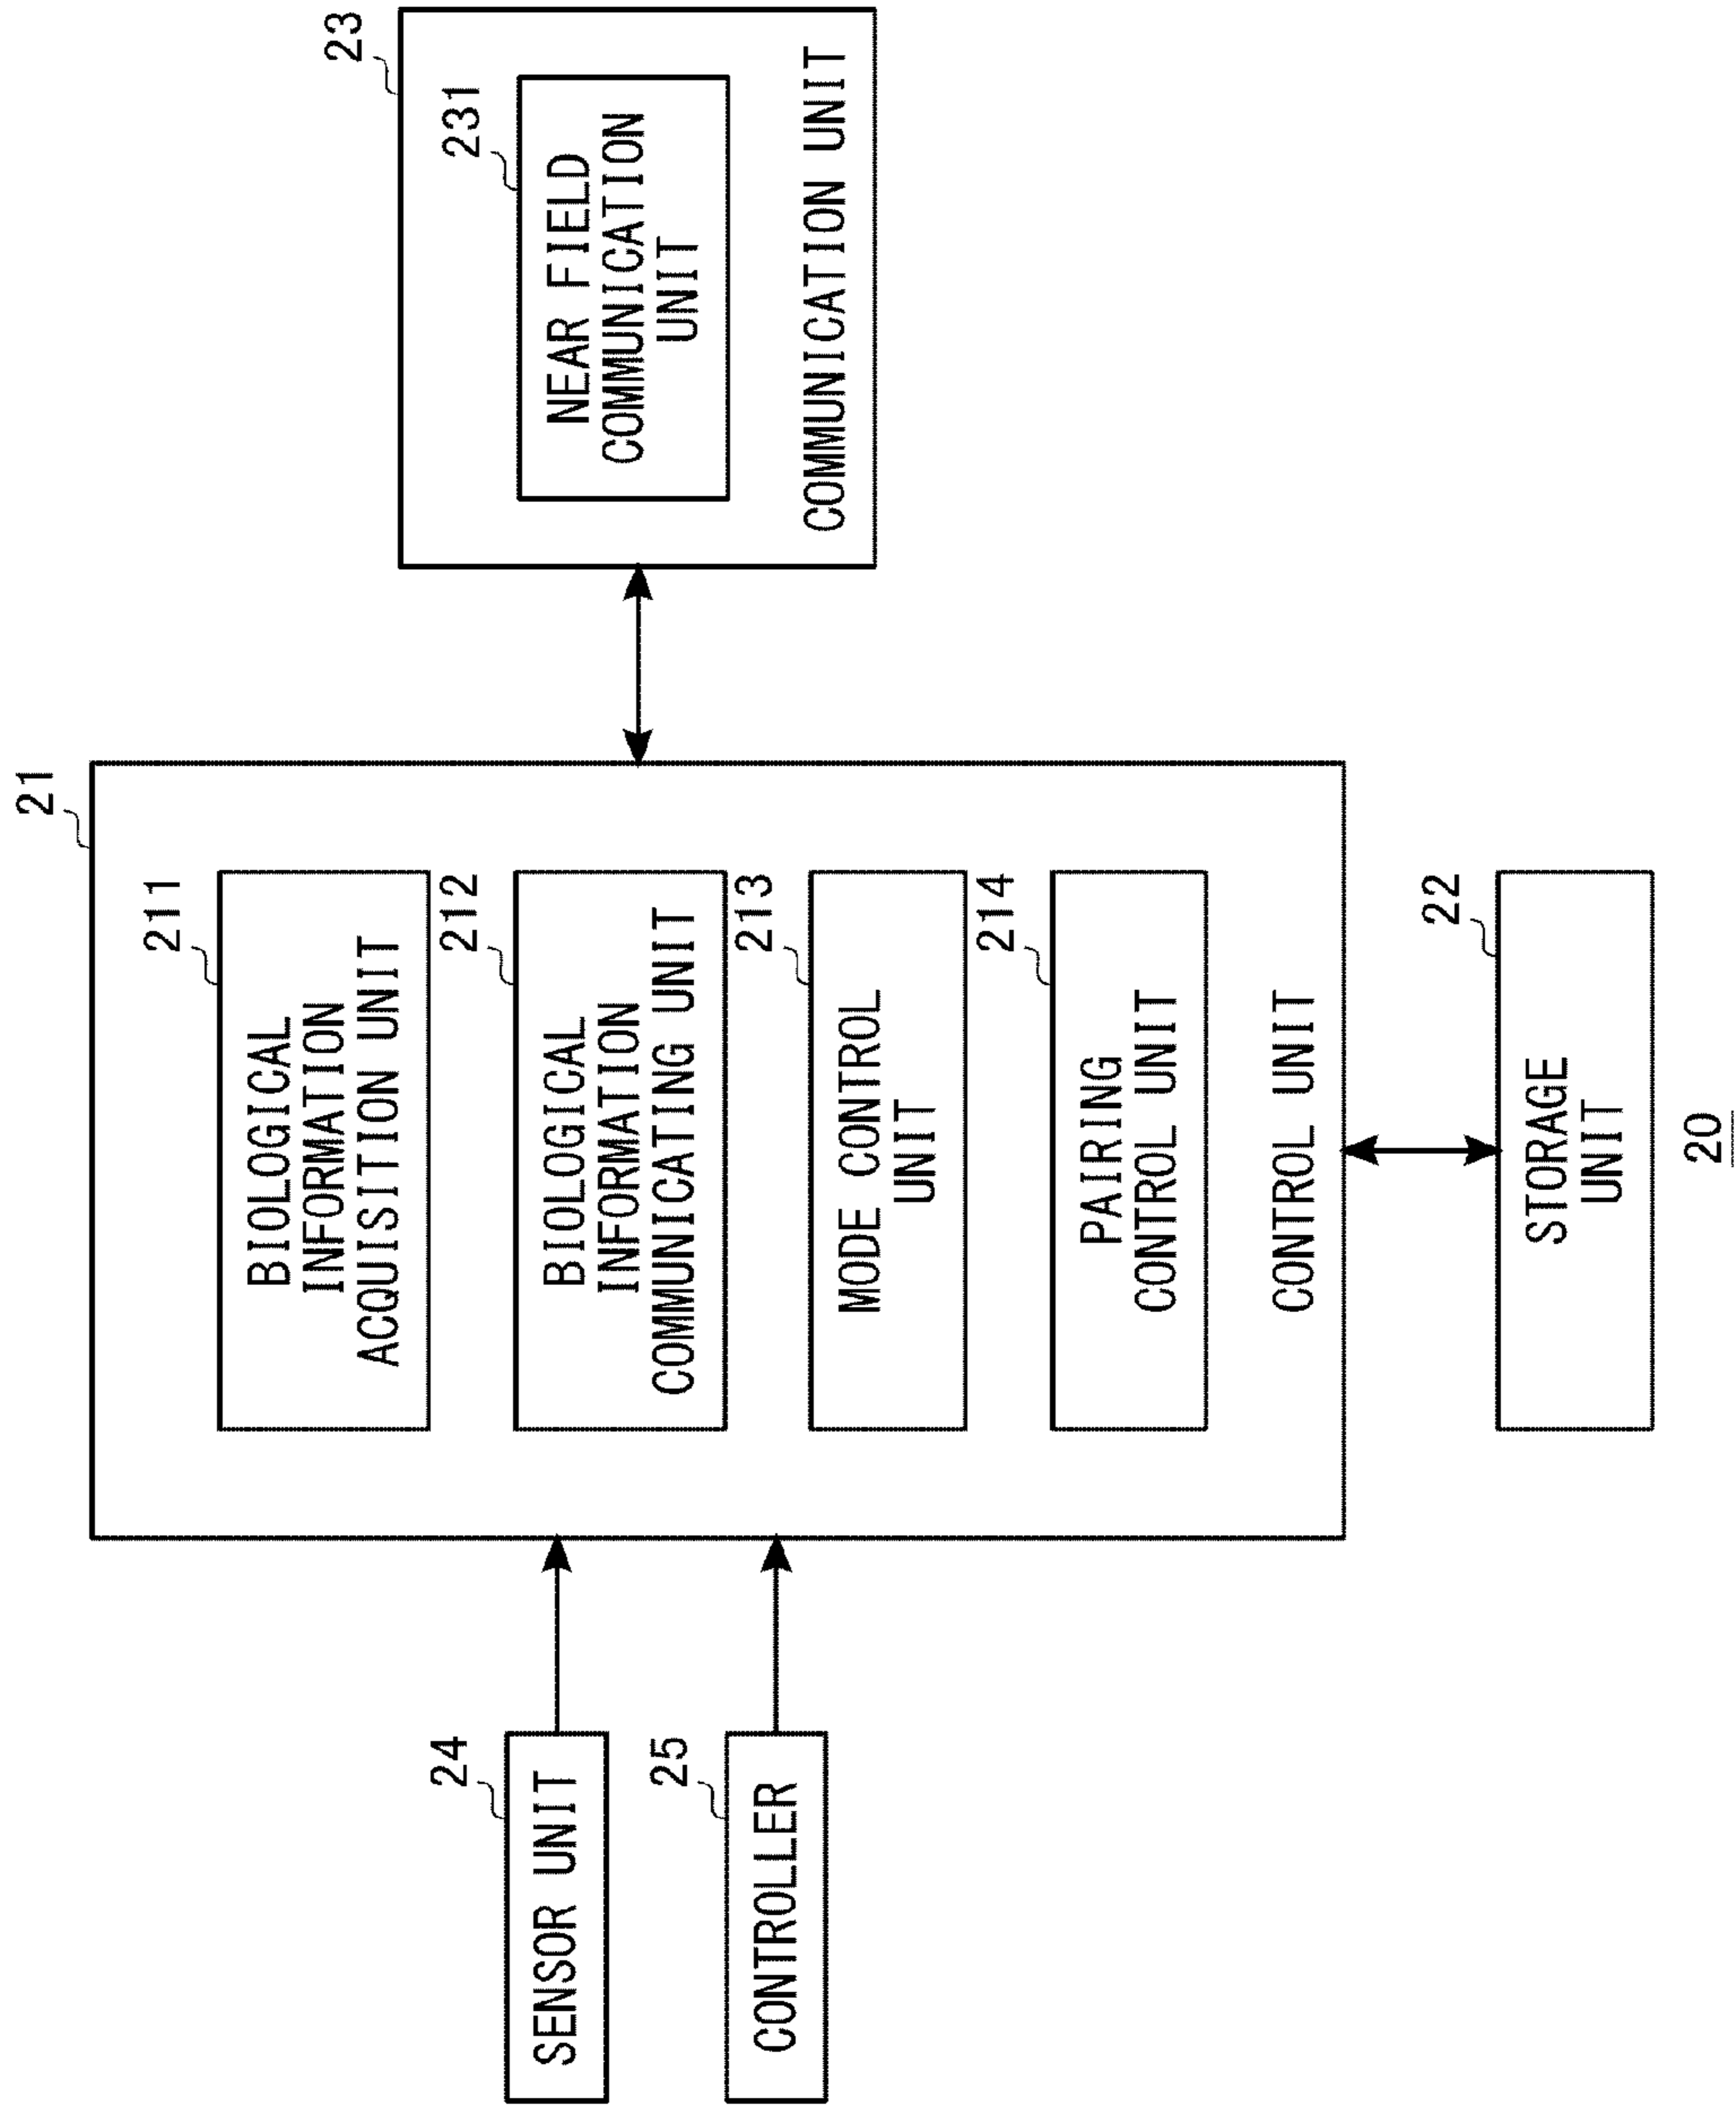 21
211
BIOLOGICAL
INFORMATION
ACQUISITION UNIT
212
BIOLOGICAL
INFORMATION
COMMUNICATING UNIT
213
MODE CONTROL
UNIT
214
PAIRING
CONTROL UNIT
CONTROL UNIT
24
SENSOR UNIT
25
CONTROLLER
23
231
NEAR FIELD
COMMUNICATION
UNIT
COMMUNICATION UNIT
22
STORAGE
UNIT
20